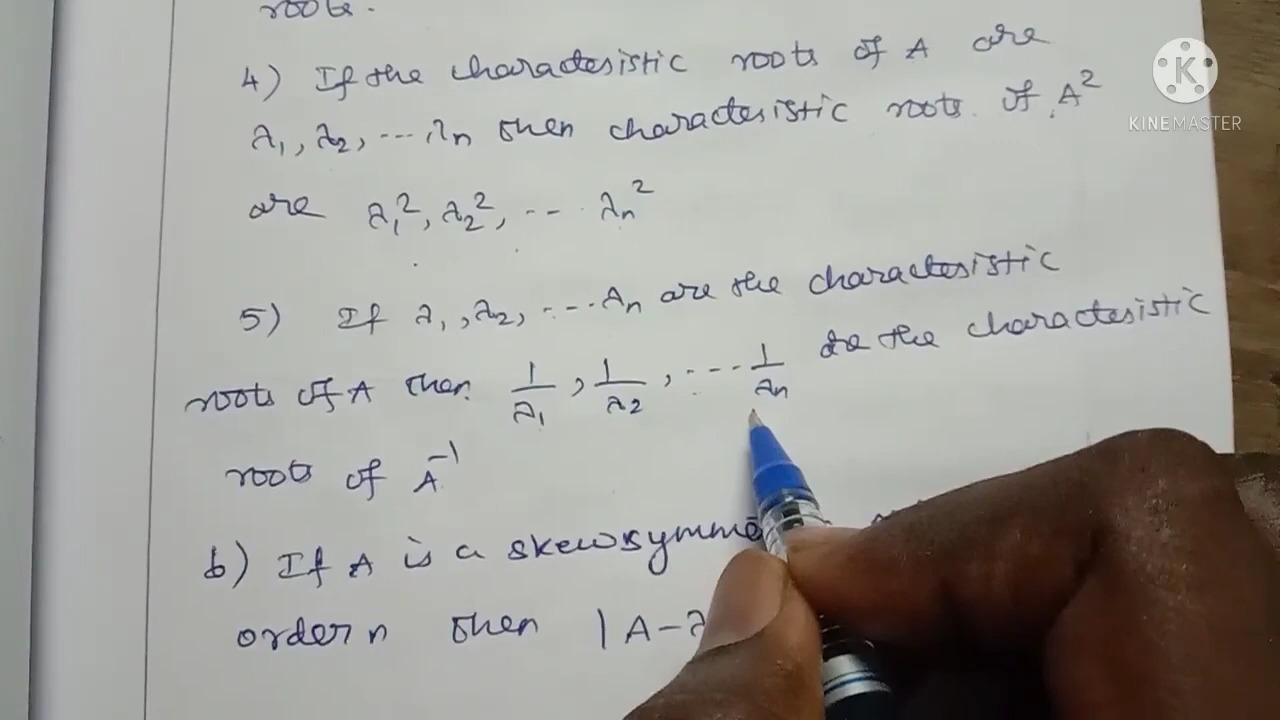 roots.
4) If the characteristic roots of A are
λ₁, λ₂, ... λn then characteristic roots of A²
are λ₁², λ₂², ... λn²
5) If λ₁, λ₂, ... λn are the characteristic
roots of A then 1/λ₁, 1/λ₂, ... 1/λn are the characteristic
roots of A⁻¹
6) If A is a skewsymme
order n then |A-λ
KINEMASTER